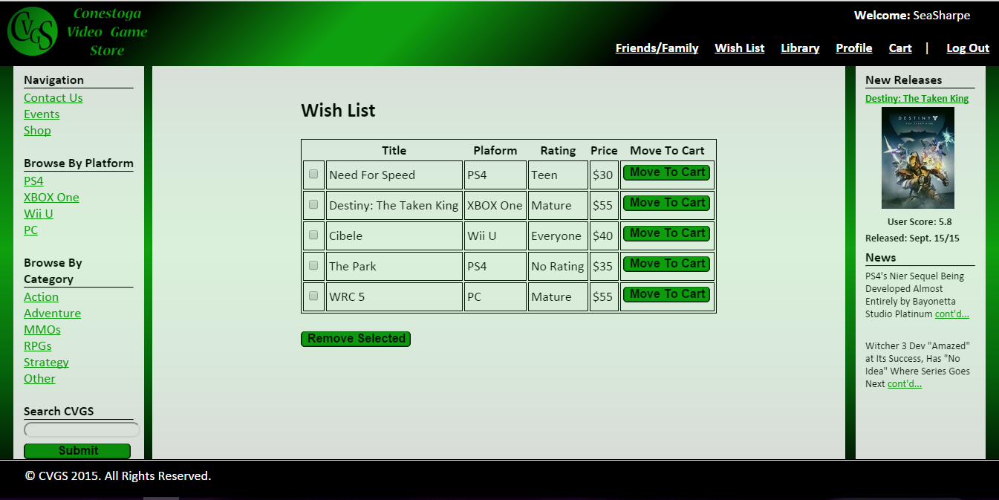 CVGS
Conestoga
Video Game
Store
Welcome: SeaSharpe
Friends/Family Wish List Library Profile Cart | Log Out
Navigation
Contact Us
Events
Shop
Browse By Platform
PS4
XBOX One
Wii U
PC
Browse By
Category
Action
Adventure
MMOs
RPGs
Strategy
Other
Search CVGS
Submit
Wish List
Title Plaform Rating Price Move To Cart
Need For Speed PS4 Teen $30 Move To Cart
Destiny: The Taken King XBOX One Mature $55 Move To Cart
Cibele Wii U Everyone $40 Move To Cart
The Park PS4 No Rating $35 Move To Cart
WRC 5 PC Mature $55 Move To Cart
Remove Selected
New Releases
Destiny: The Taken King
DESTINY
THE TAKEN KING
User Score: 5.8
Released: Sept. 15/15
News
PS4's Nier Sequel Being
Developed Almost
Entirely by Bayonetta
Studio Platinum cont'd...
Witcher 3 Dev "Amazed"
at Its Success, Has "No
Idea" Where Series Goes
Next cont'd...
© CVGS 2015. All Rights Reserved.